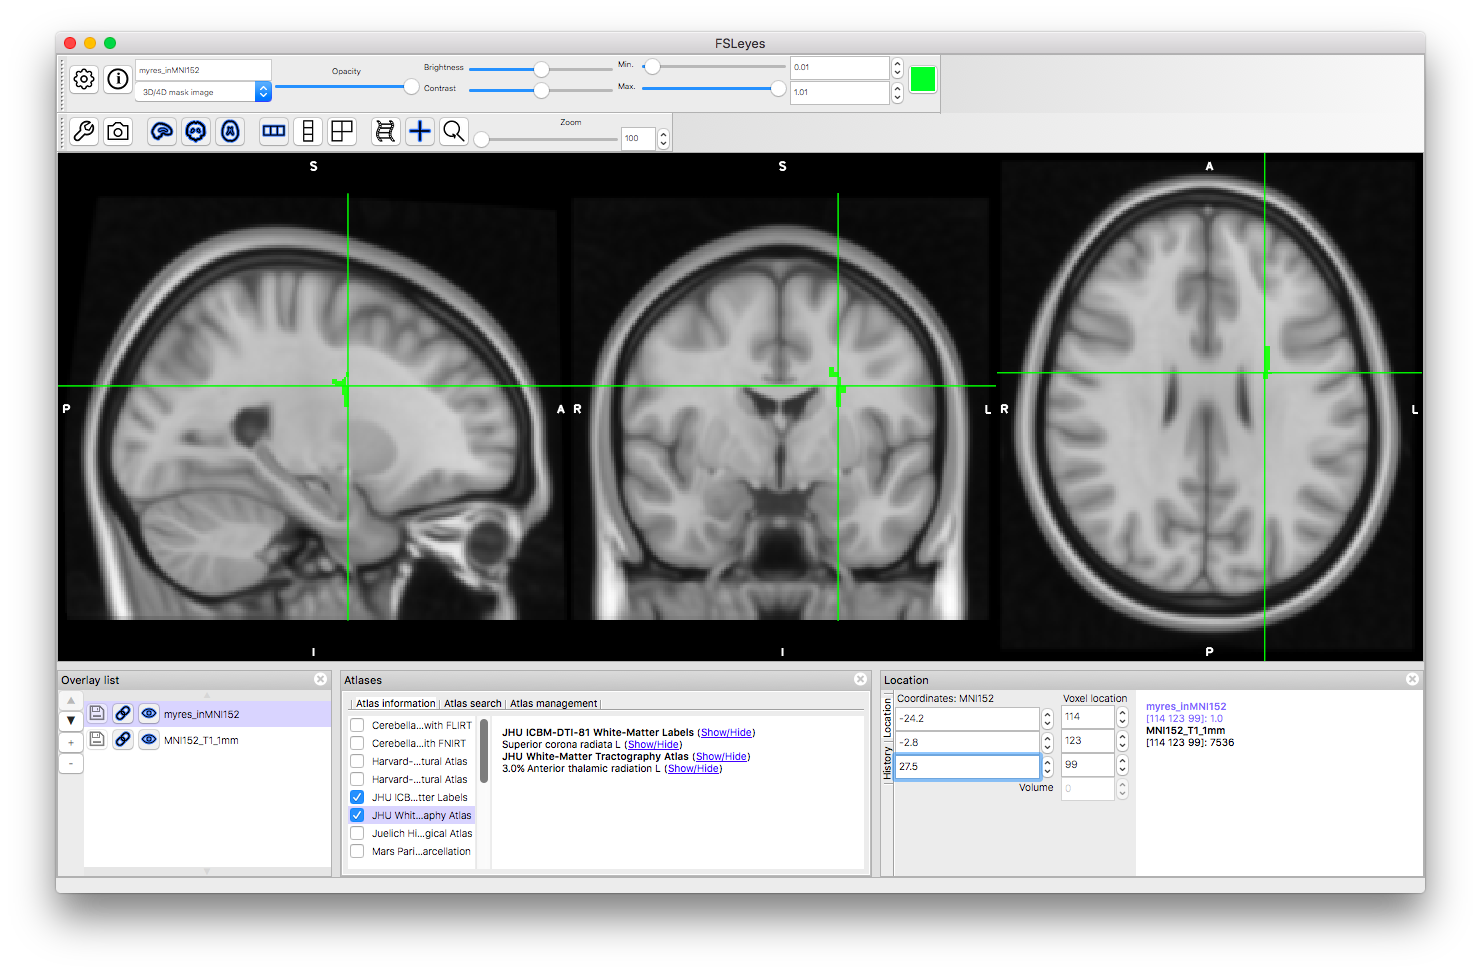 FSLeyes
myres_inMNI152
3D/4D mask image
Opacity
Brightness
Contrast
Min.
Max.
0.01
1.01
Zoom
100
S
S
A
P
A
R
L
R
L
I
I
P
Overlay list
myres_inMNI152
MNI152_T1_1mm
+
-
Atlases
Atlas information
Atlas search
Atlas management
Cerebella...with FLIRT
Cerebella...ith FNIRT
Harvard-...tural Atlas
Harvard-...tural Atlas
JHU ICB...tter Labels
JHU Whit...aphy Atlas
Juelich Hi...gical Atlas
Mars Pari...arcellation
JHU ICBM-DTI-81 White-Matter Labels (Show/Hide)
Superior corona radiata L (Show/Hide)
JHU White-Matter Tractography Atlas (Show/Hide)
3.0% Anterior thalamic radiation L (Show/Hide)
Location
Location
History
Coordinates: MNI152
Voxel location
-24.2
114
-2.8
123
27.5
99
Volume
0
myres_inMNI152
[114 123 99]: 1.0
MNI152_T1_1mm
[114 123 99]: 7536